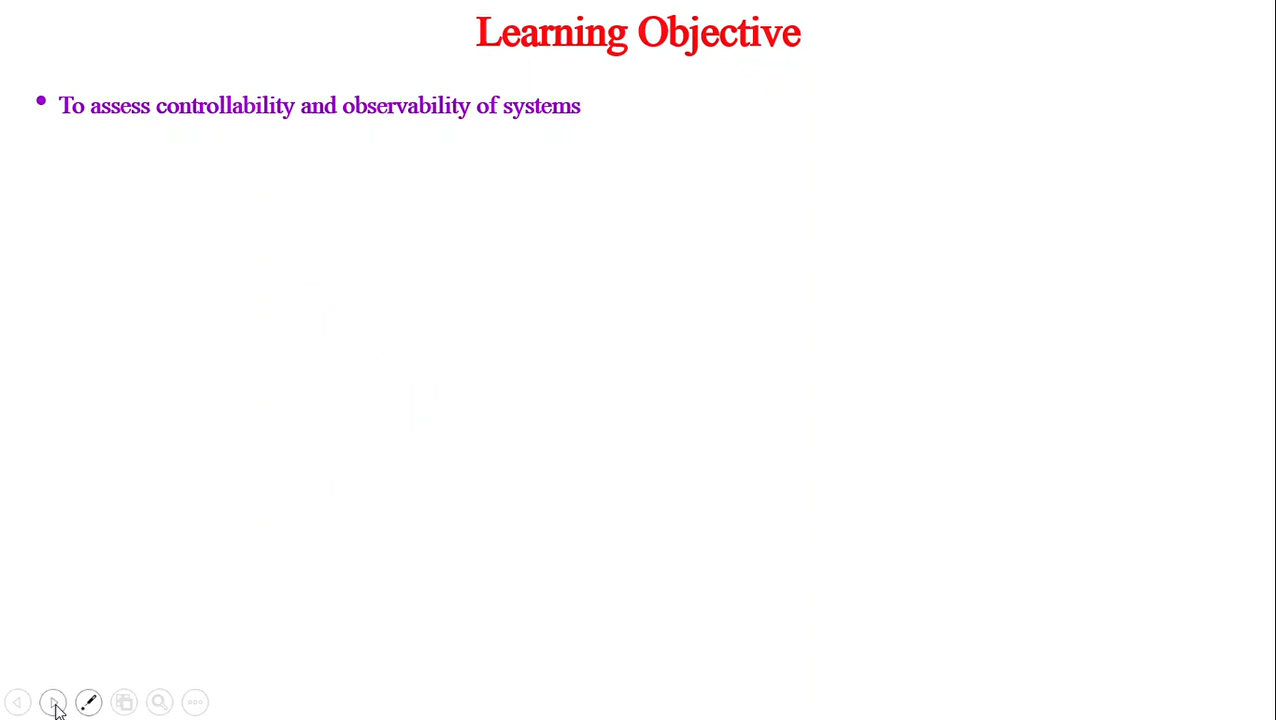 Learning Objective
• To assess controllability and observability of systems